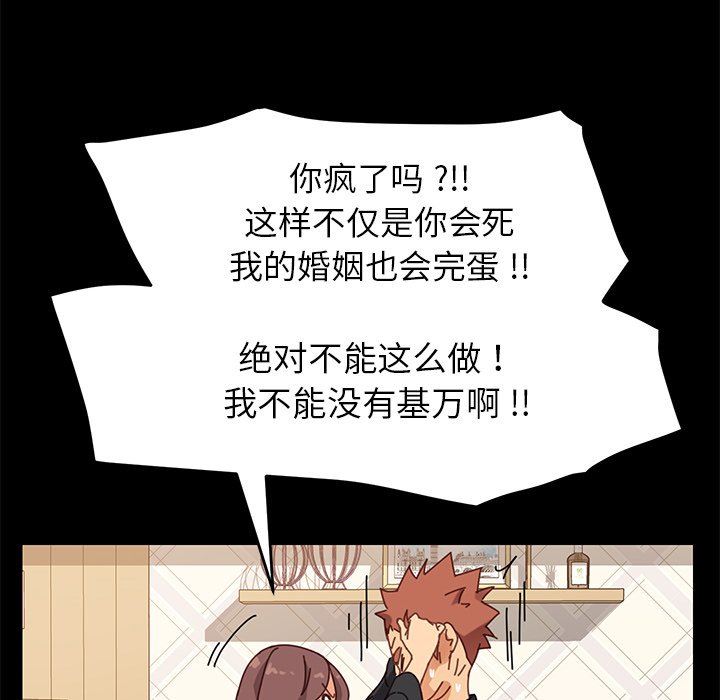 你疯了吗 ?!!
这样不仅是你会死
我的婚姻也会完蛋 !!
绝对不能这么做！
我不能没有基万啊 !!